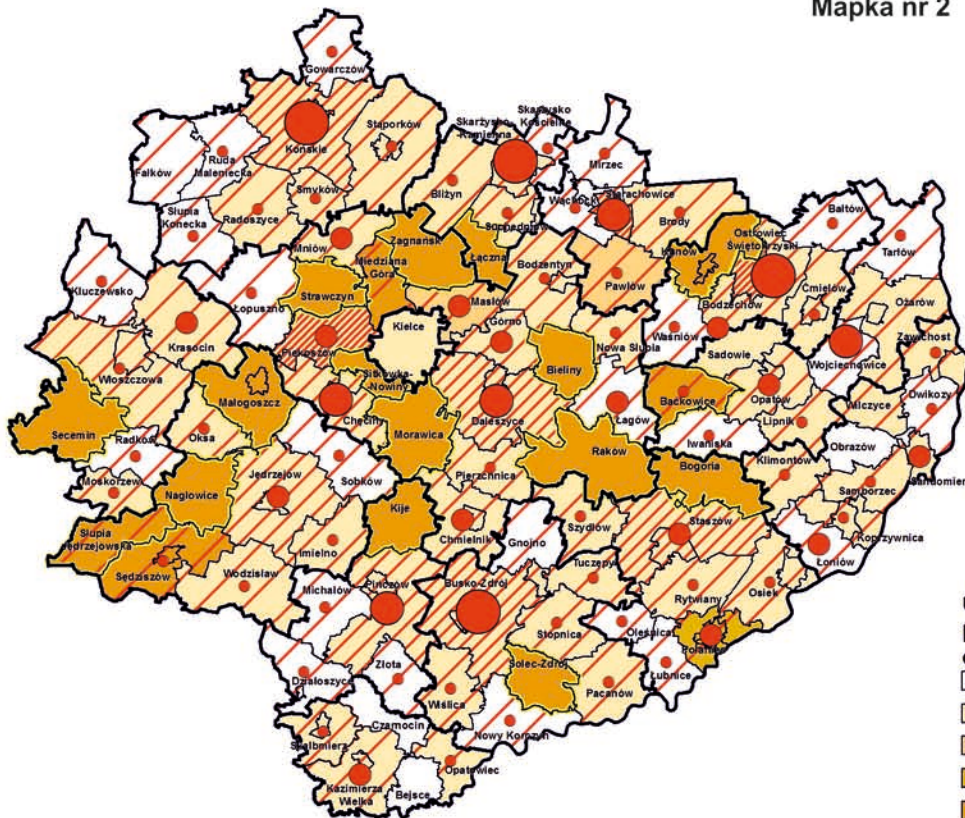 Mapka nr 2
Gowarczów
Końskie
Stąporków
Fałków
Ruda
Maleniecka
Smyków
Radoszyce
Słupia
Konecka
Skarżysko
Kościelne
Skarżysko-
Kamienna
Mirzec
Bliżyn
Wąchock
Starachowice
Brody
Suchedniów
Mniów
Zagnańsk
Łączna
Miedziana
Góra
Bodzentyn
Pawłów
Kunów
Ostrowiec
Świętokrzyski
Bałtów
Tarłów
Bodzechów
Ćmielów
Ożarów
Kluczewsko
Łopuszno
Strawczyn
Masłów
Krasocin
Kielce
Górno
Nowa Słupia
Waśniów
Sadowie
Wojciechowice
Zawichost
Piekoszów
Włoszczowa
Sitkówka-
Nowiny
Bieliny
Małogoszcz
Chęciny
Baćkowice
Opatów
Wilczyce
Dwikozy
Secemin
Radków
Oksa
Morawica
Daleszyce
Łagów
Lipnik
Iwaniska
Obrazów
Moskorzew
Jędrzejów
Sobków
Pierzchnica
Raków
Bogoria
Klimontów
Samborzec
Sandomierz
Nagłowice
Kije
Koprzywnica
Słupia
Jędrzejowska
Chmielnik
Gnojno
Szydłów
Staszów
Łoniów
Sędziszów
Imielno
Wodzisław
Michałów
Pińczów
Busko-Zdrój
Tuczępy
Rytwiany
Osiek
Stopnica
Oleśnica
Połaniec
Złota
Działoszyce
Solec-Zdrój
Łubnice
Wiślica
Pacanów
Czarnocin
Nowy Korczyn
Skalbmierz
Kazimierza
Wielka
Opatowiec
Bejsce